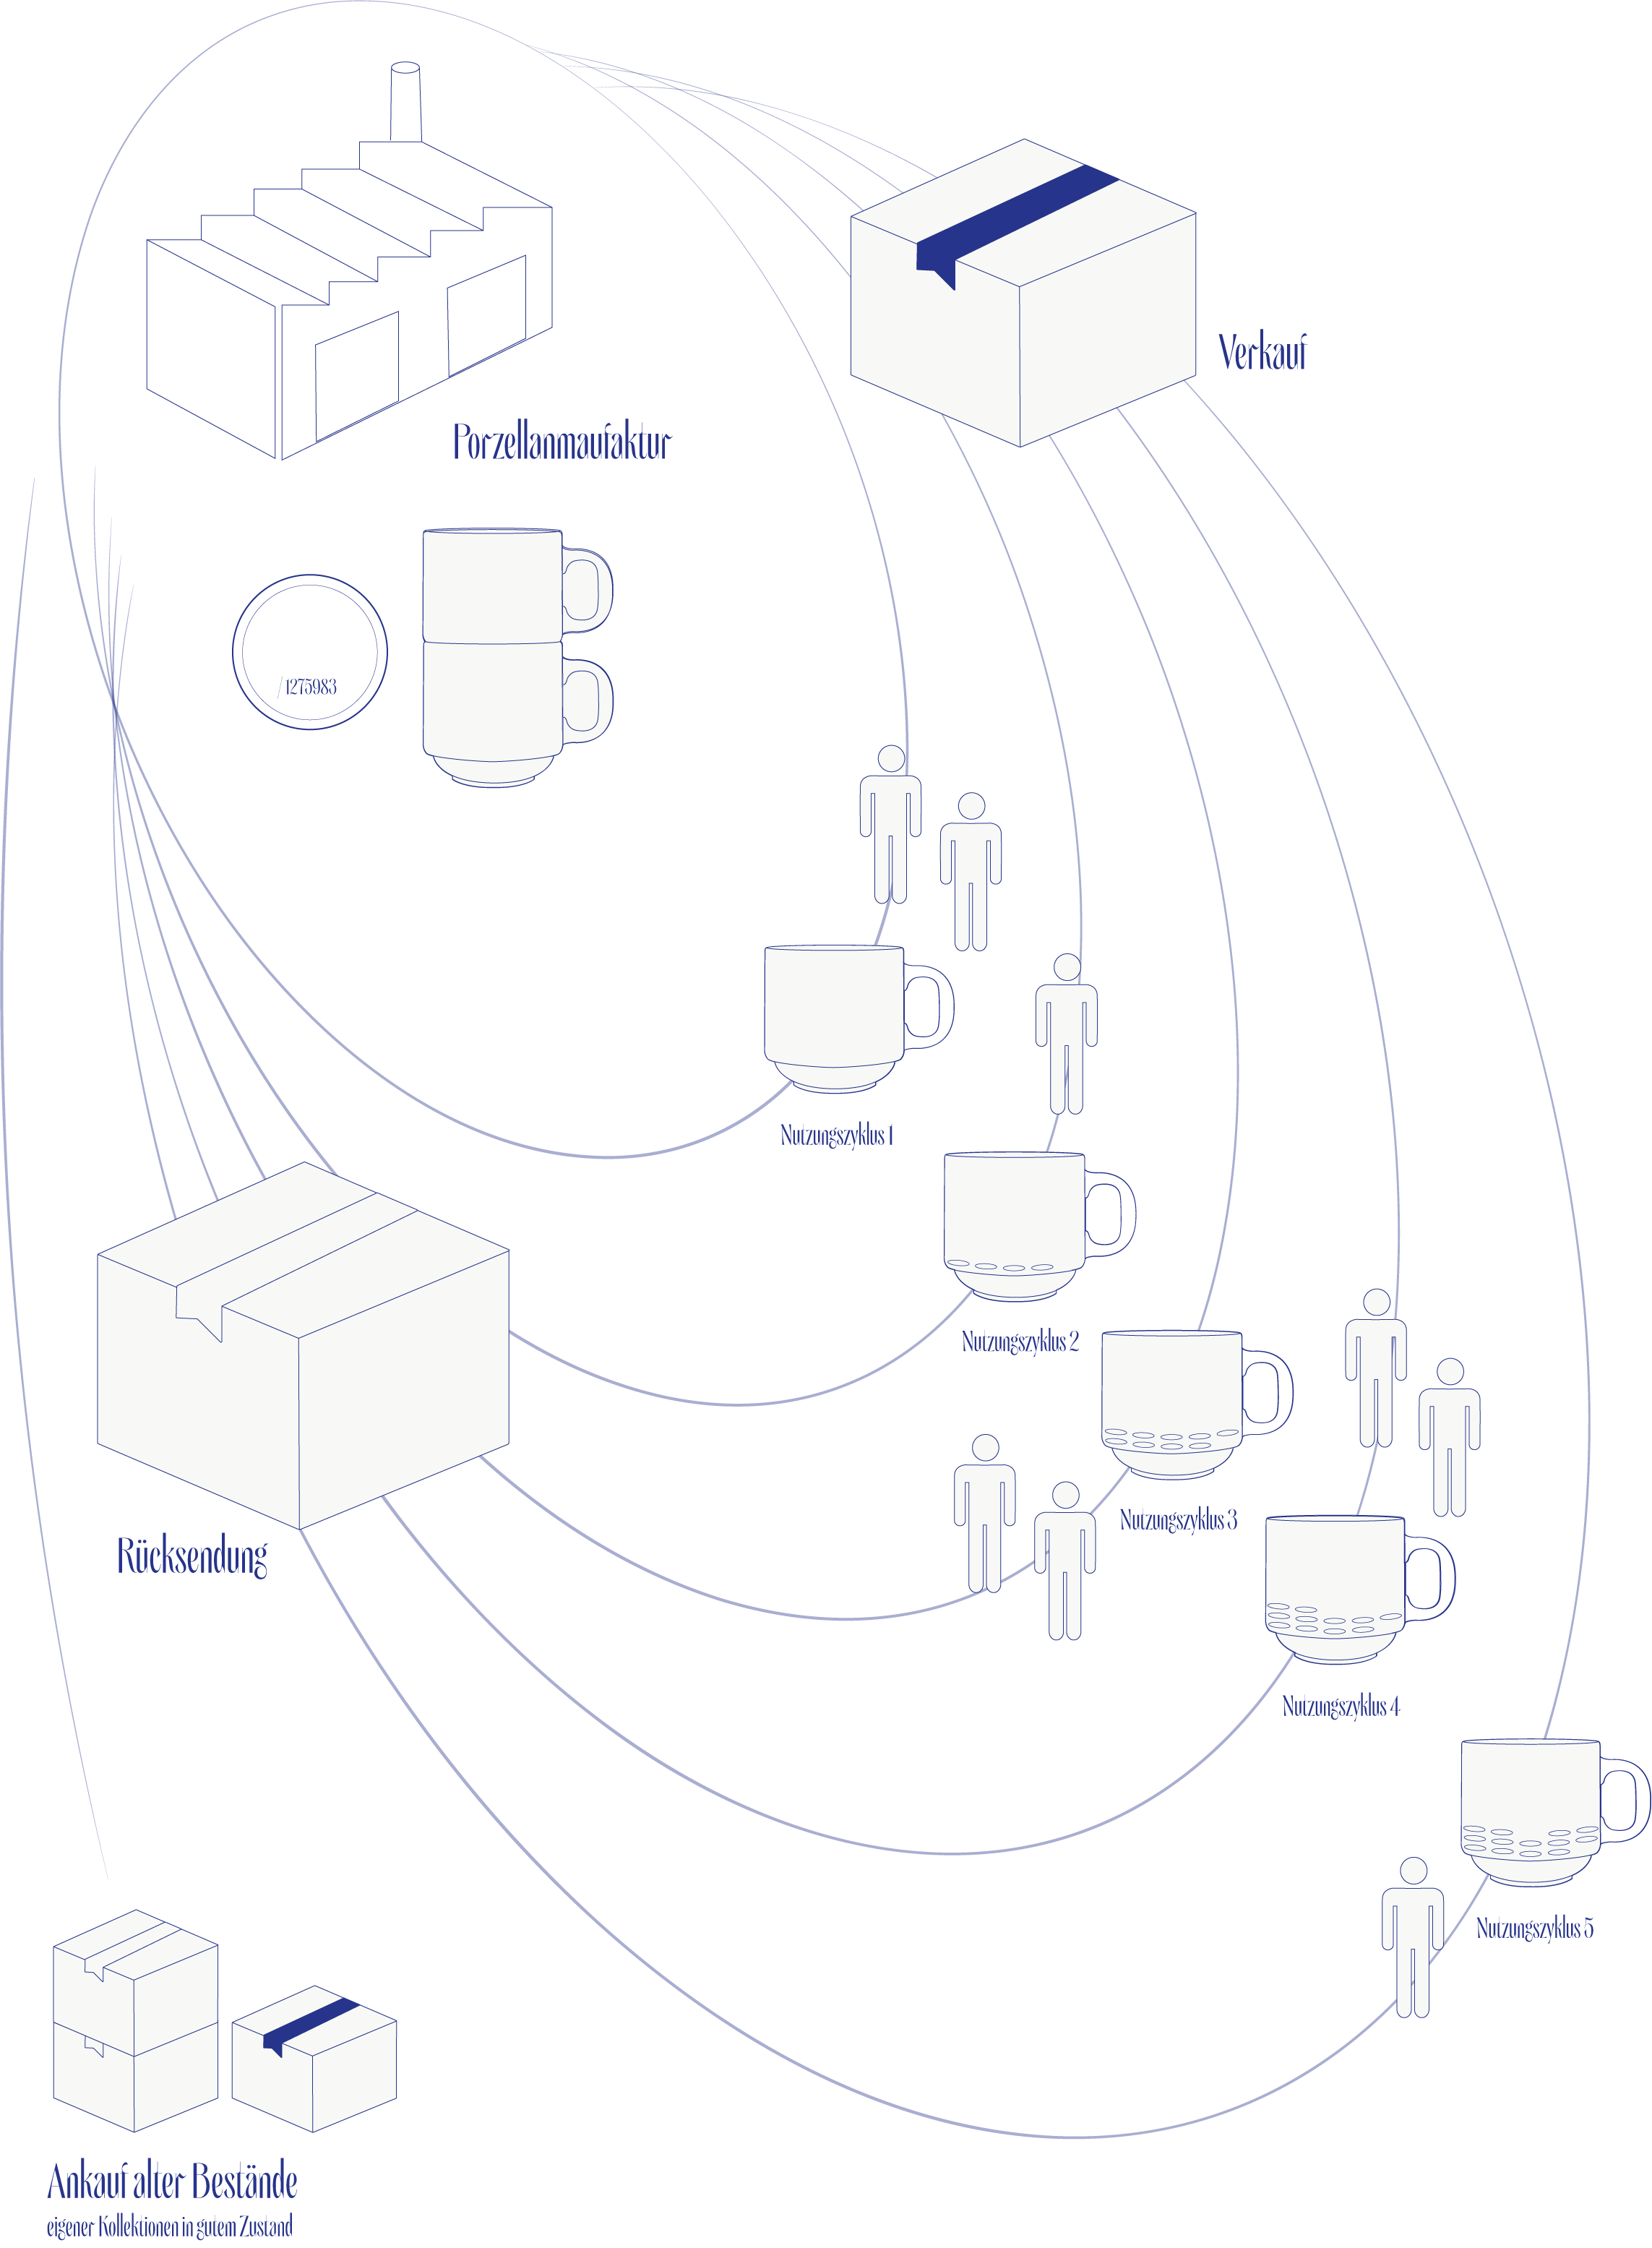 Verkauf
Porzellanmaufaktur
/1275983
Nutzungszyklus 1
Nutzungszyklus 2
Nutzungszyklus 3
Rücksendung
Nutzungszyklus 4
Nutzungszyklus 5
Ankauf alter Bestände
eigener Kollektionen in gutem Zustand